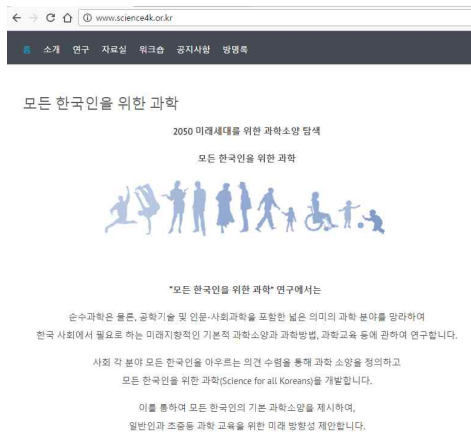 www.science4k.or.kr
홈 소개 연구 자료실 워크숍 공지사항 방명록
모든 한국인을 위한 과학
2050 미래세대를 위한 과학소양 탐색
모든 한국인을 위한 과학
"모든 한국인을 위한 과학" 연구에서는
순수과학은 물론, 공학기술 및 인문·사회과학을 포함한 넓은 의미의 과학 분야를 망라하여
한국 사회에서 필요로 하는 미래지향적인 기본적 과학소양과 과학방법, 과학교육 등에 관하여 연구합니다.
사회 각 분야 모든 한국인을 아우르는 의견 수렴을 통해 과학 소양을 정의하고
모든 한국인을 위한 과학(Science for all Koreans)을 개발합니다.
이를 통하여 모든 한국인의 기본 과학소양을 제시하여,
일반인과 초중등 과학 교육을 위한 미래 방향성 제안합니다.